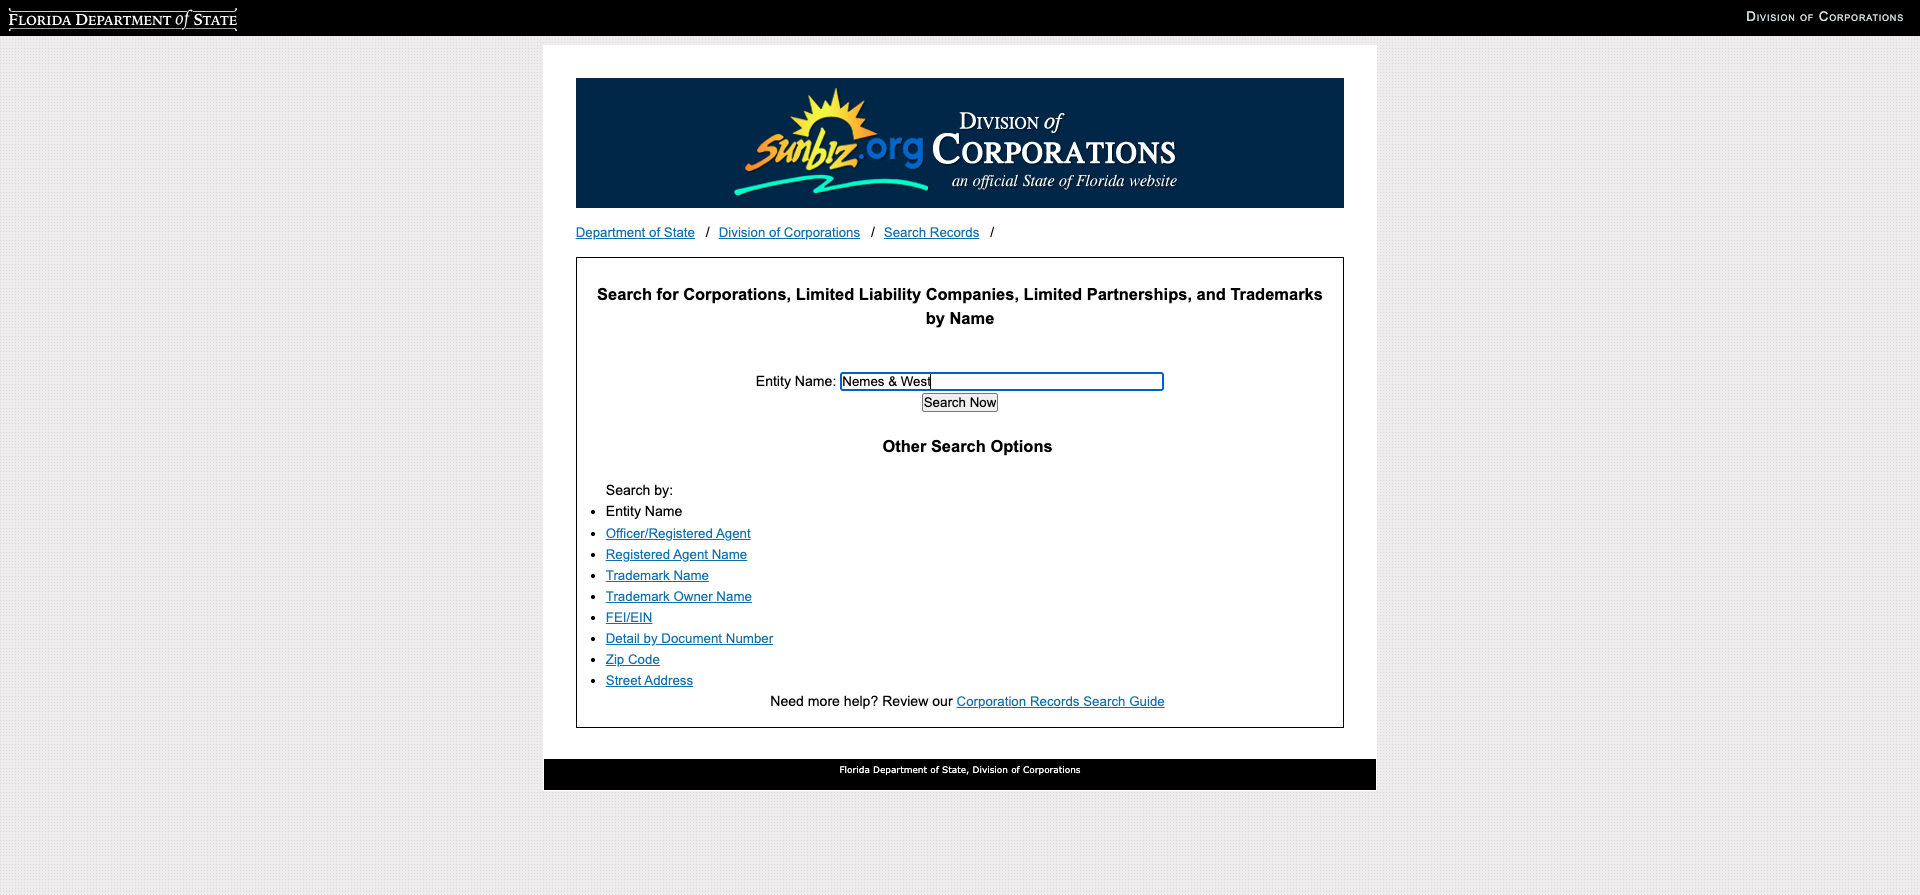 FLORIDA DEPARTMENT of STATE
DIVISION OF CORPORATIONS
Sunbiz.org
DIVISION of
CORPORATIONS
an official State of Florida website
Department of State / Division of Corporations / Search Records /
Search for Corporations, Limited Liability Companies, Limited Partnerships, and Trademarks
by Name
Entity Name: Nemes & West
Search Now
Other Search Options
Search by:
Entity Name
Officer/Registered Agent
Registered Agent Name
Trademark Name
Trademark Owner Name
FEI/EIN
Detail by Document Number
Zip Code
Street Address
Need more help? Review our Corporation Records Search Guide
Florida Department of State, Division of Corporations